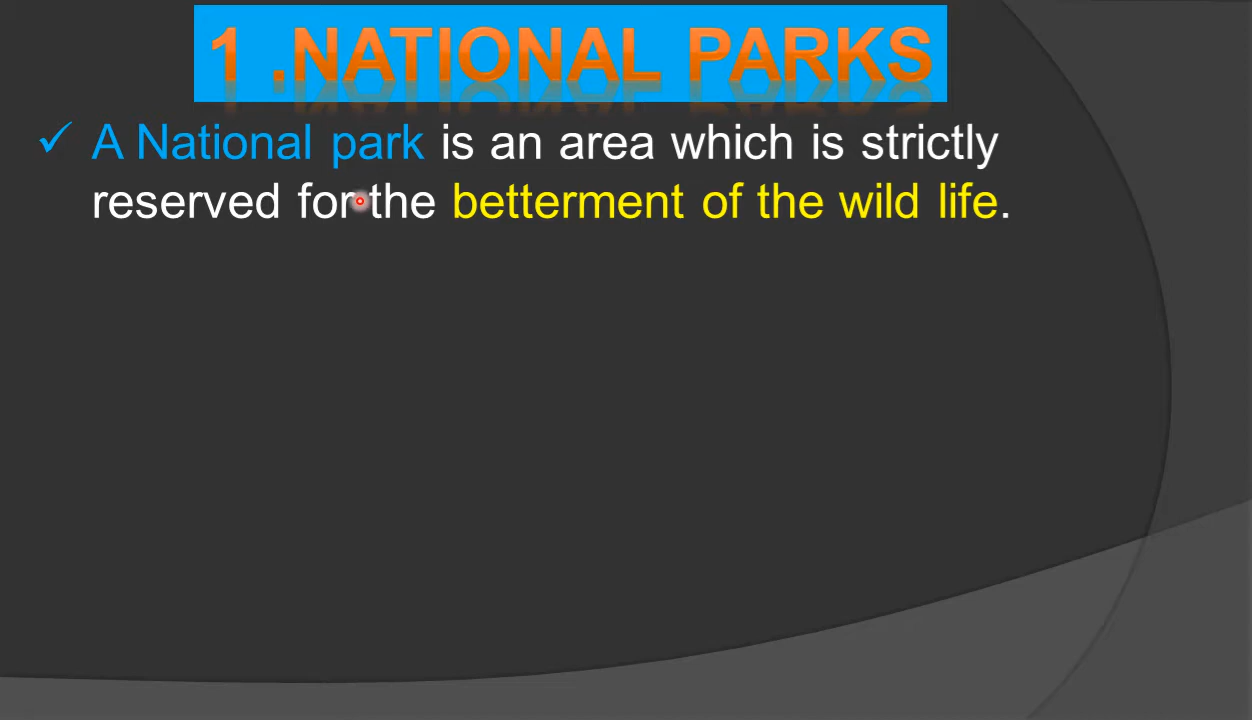 1 .NATIONAL PARKS
✓ A National park is an area which is strictly
reserved for the betterment of the wild life.